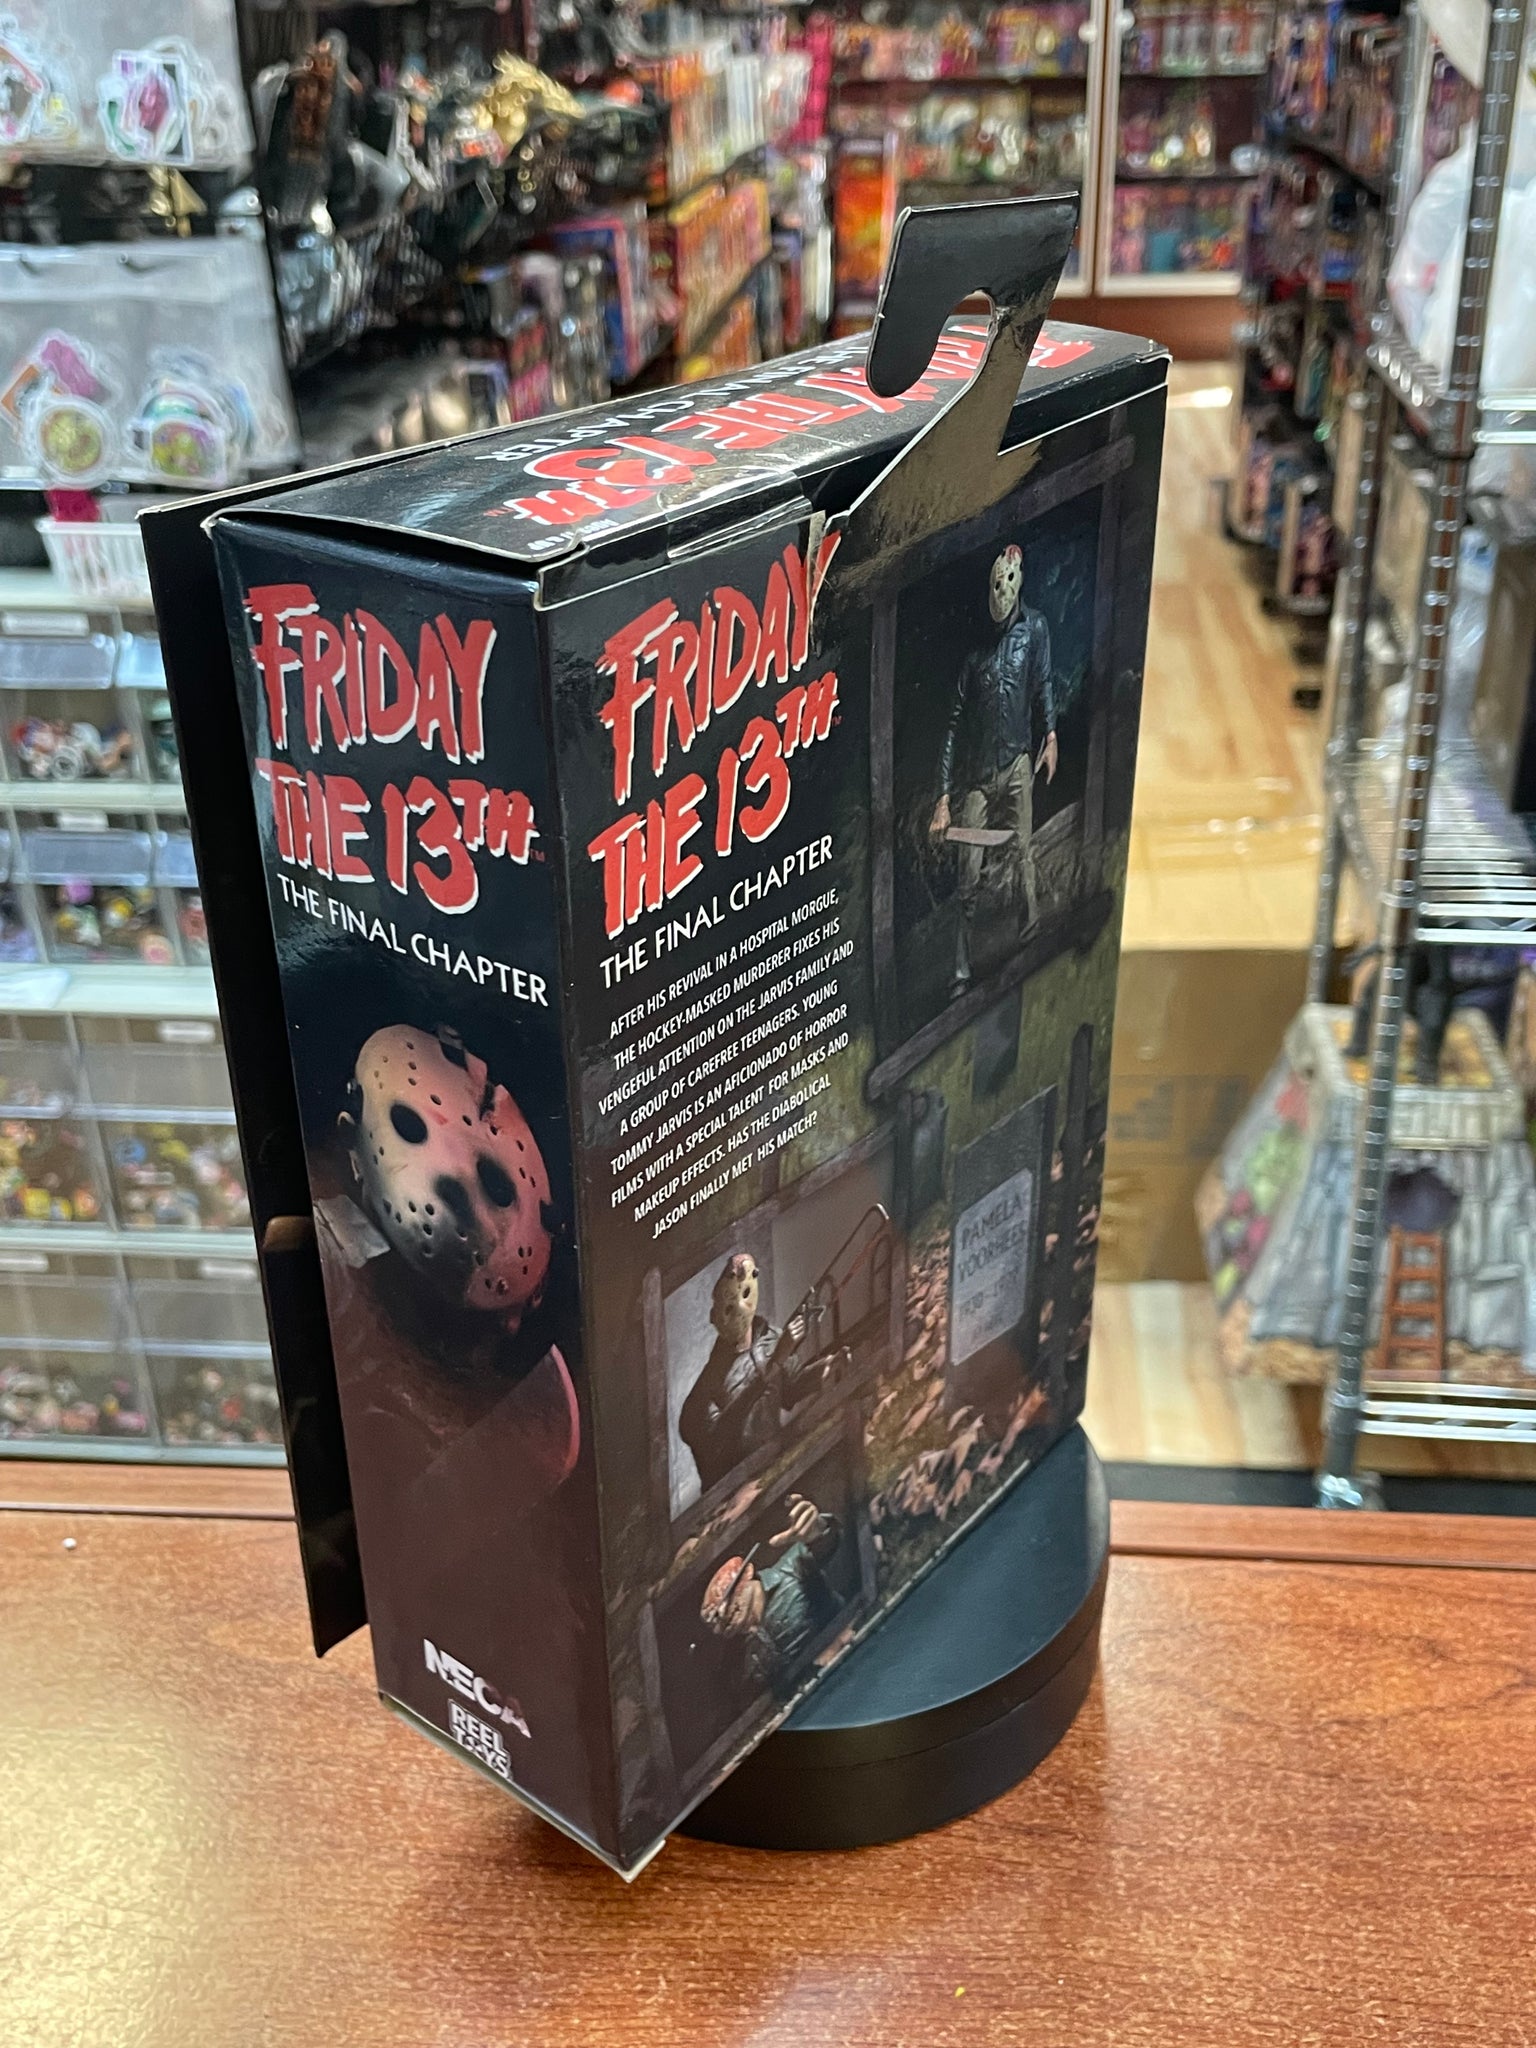 FRIDAY
THE 13TH
THE FINAL CHAPTER
FRIDAY
THE 13TH™
THE FINAL CHAPTER
NECA
REEL
TOYS
FRIDAY
THE 13TH™
THE FINAL CHAPTER
AFTER HIS REVIVAL IN A HOSPITAL MORGUE,
THE HOCKEY-MASKED MURDERER FIXES HIS
VENGEFUL ATTENTION ON THE JARVIS FAMILY AND
A GROUP OF CAREFREE TEENAGERS. YOUNG
TOMMY JARVIS IS AN AFICIONADO OF HORROR
FILMS WITH A SPECIAL TALENT FOR MASKS AND
MAKEUP EFFECTS. HAS THE DIABOLICAL
JASON FINALLY MET HIS MATCH?
PAMELA
VOORHEES